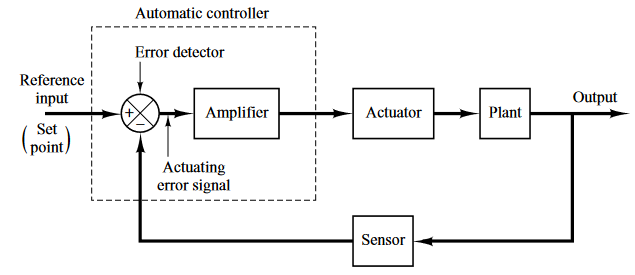 Automatic controller
Error detector
Reference
input
(Set
point)
+
−
Amplifier
Actuator
Plant
Output
Actuating
error signal
Sensor